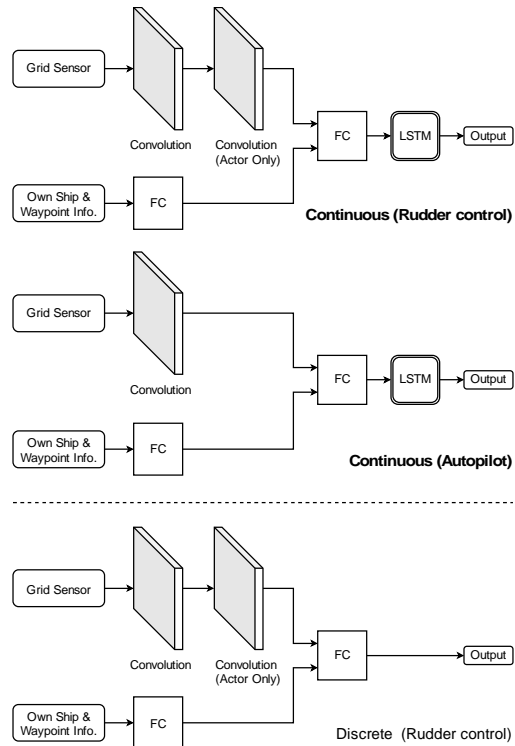 Grid Sensor
Convolution
Convolution
(Actor Only)
FC
LSTM
Output
Own Ship &
Waypoint Info.
FC
Continuous (Rudder control)
Grid Sensor
Convolution
FC
LSTM
Output
Own Ship &
Waypoint Info.
FC
Continuous (Autopilot)
Grid Sensor
Convolution
Convolution
(Actor Only)
FC
Output
Own Ship &
Waypoint Info.
FC
Discrete (Rudder control)